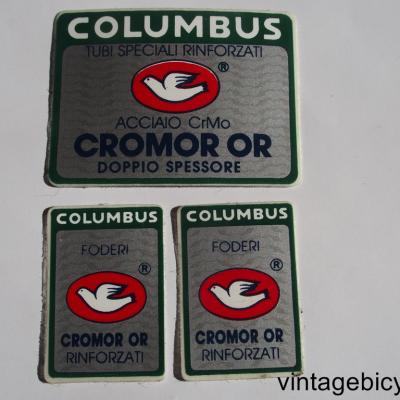 COLUMBUS
TUBI SPECIALI RINFORZATI
®
ACCIAIO CrMo
CROMOR OR
DOPPIO SPESSORE
COLUMBUS
FODERI
®
CROMOR OR
RINFORZATI
COLUMBUS
FODERI
®
CROMOR OR
RINFORZATI
vintagebicy